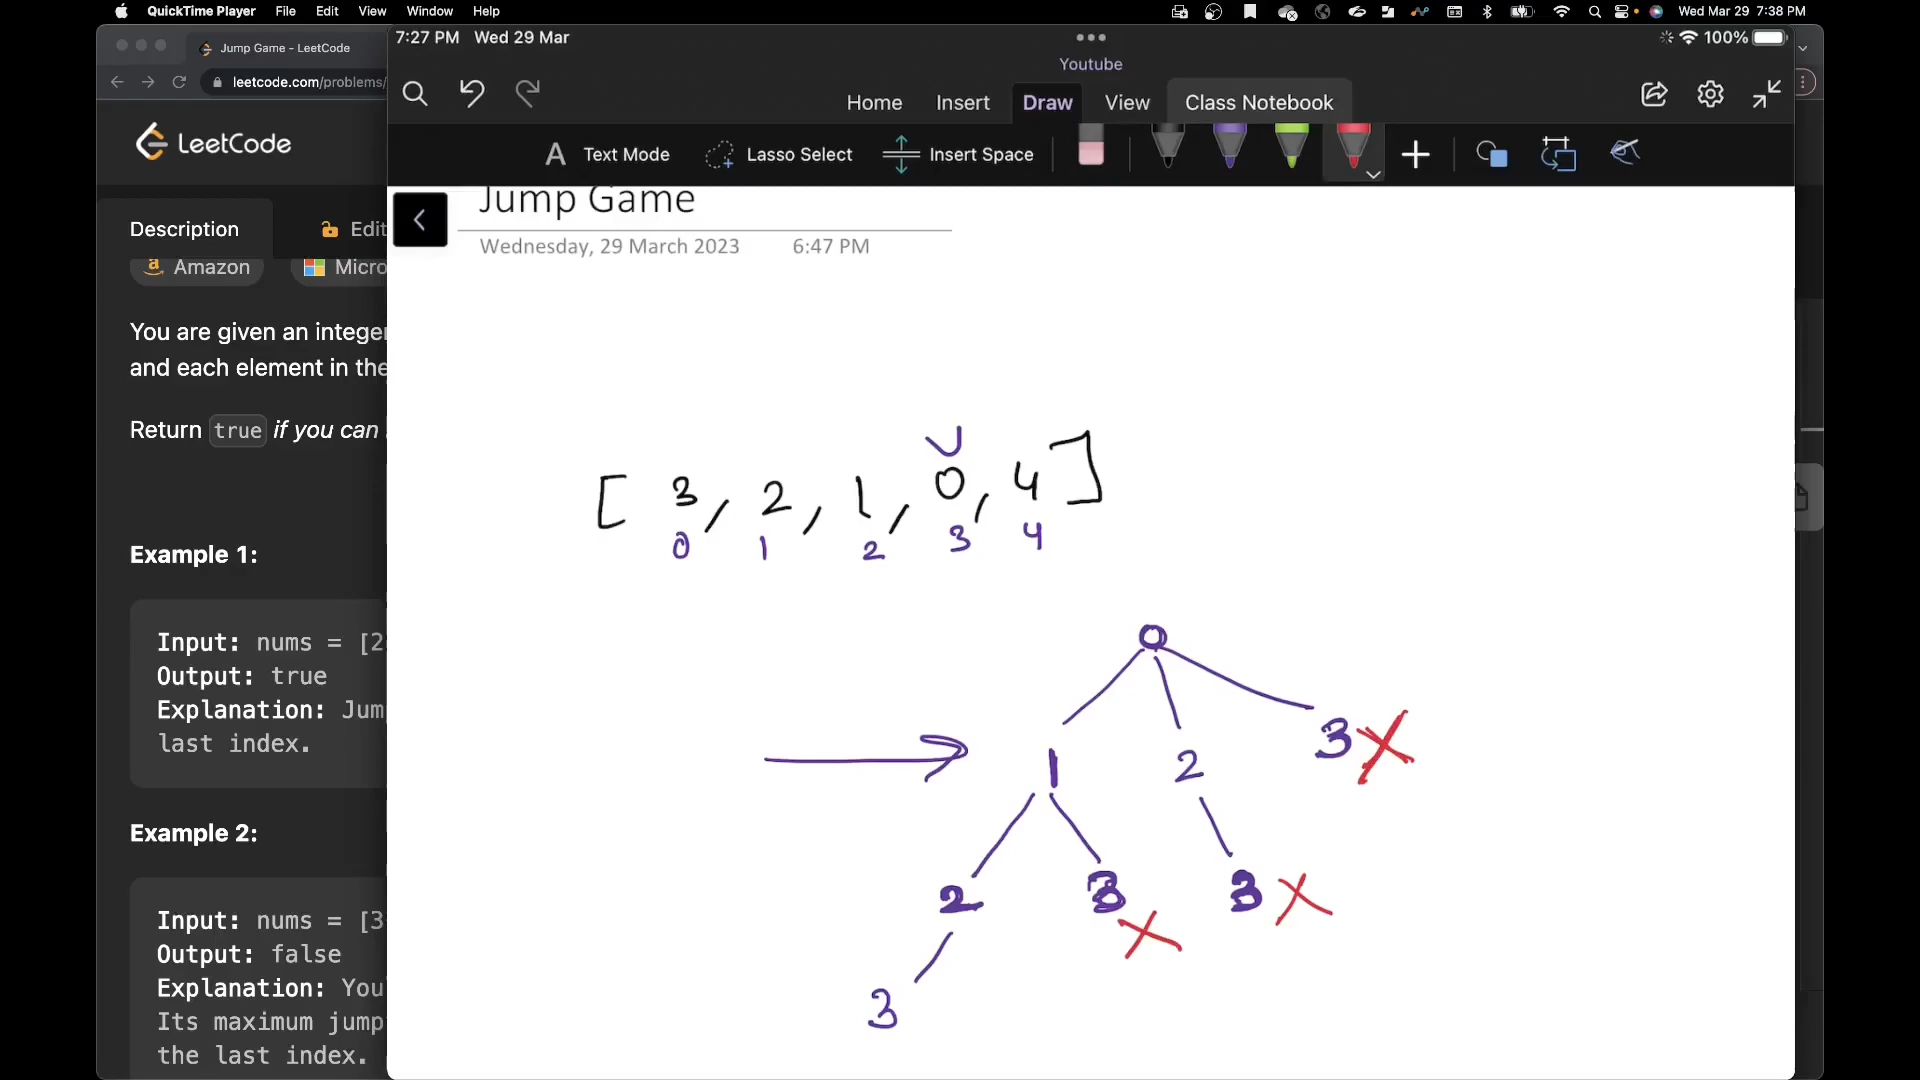 QuickTime Player File Edit View Window Help
Wed Mar 29 7:38 PM
Jump Game - LeetCode
leetcode.com/problems/
LeetCode
Description
Edit
Amazon
Micro
You are given an integer
and each element in the
Return true if you can
Example 1:
Input: nums = [2
Output: true
Explanation: Jum
last index.
Example 2:
Input: nums = [3
Output: false
Explanation: You
Its maximum jump
the last index.
7:27 PM Wed 29 Mar
100%
Youtube
Home Insert Draw View Class Notebook
Text Mode Lasso Select Insert Space
Jump Game
Wednesday, 29 March 2023 6:47 PM
[ 3, 2, 1, 0, 4 ]
0 1 2 3 4
0
1 2 3 X
2 3 X 3 X
3